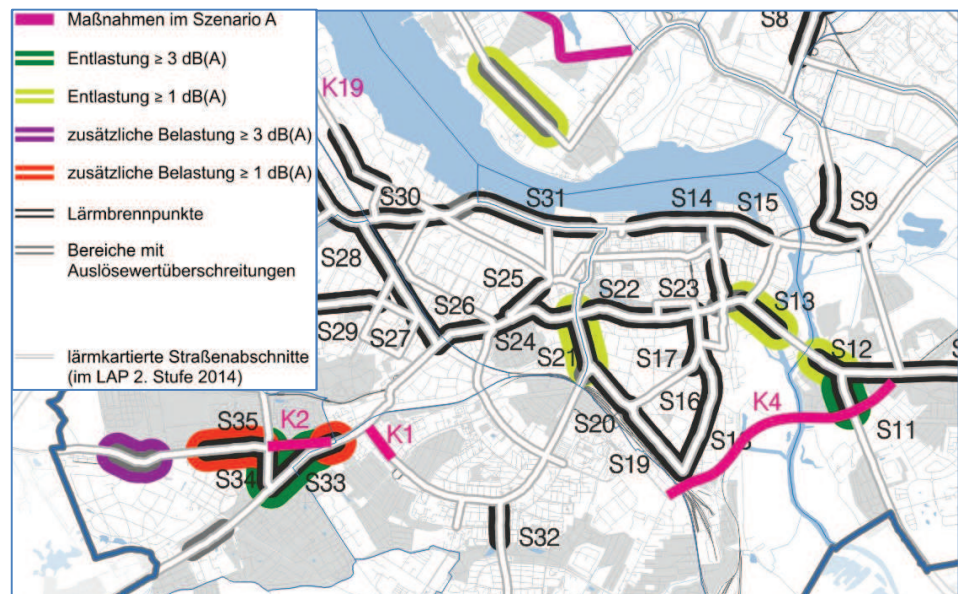 Maßnahmen im Szenario A
Entlastung ≥ 3 dB(A)
Entlastung ≥ 1 dB(A)
zusätzliche Belastung ≥ 3 dB(A)
zusätzliche Belastung ≥ 1 dB(A)
Lärmbrennpunkte
Bereiche mit
Auslösewertüberschreitungen
lärmkartierte Straßenabschnitte
(im LAP 2. Stufe 2014)
S8
K19
S30
S31
S14
S15
S9
S28
S25
S26
S22
S23
S13
S29
S27
S24
S21
S17
S12
S16
K4
S11
S20
S35
K2
K1
S34
S33
S19
S32